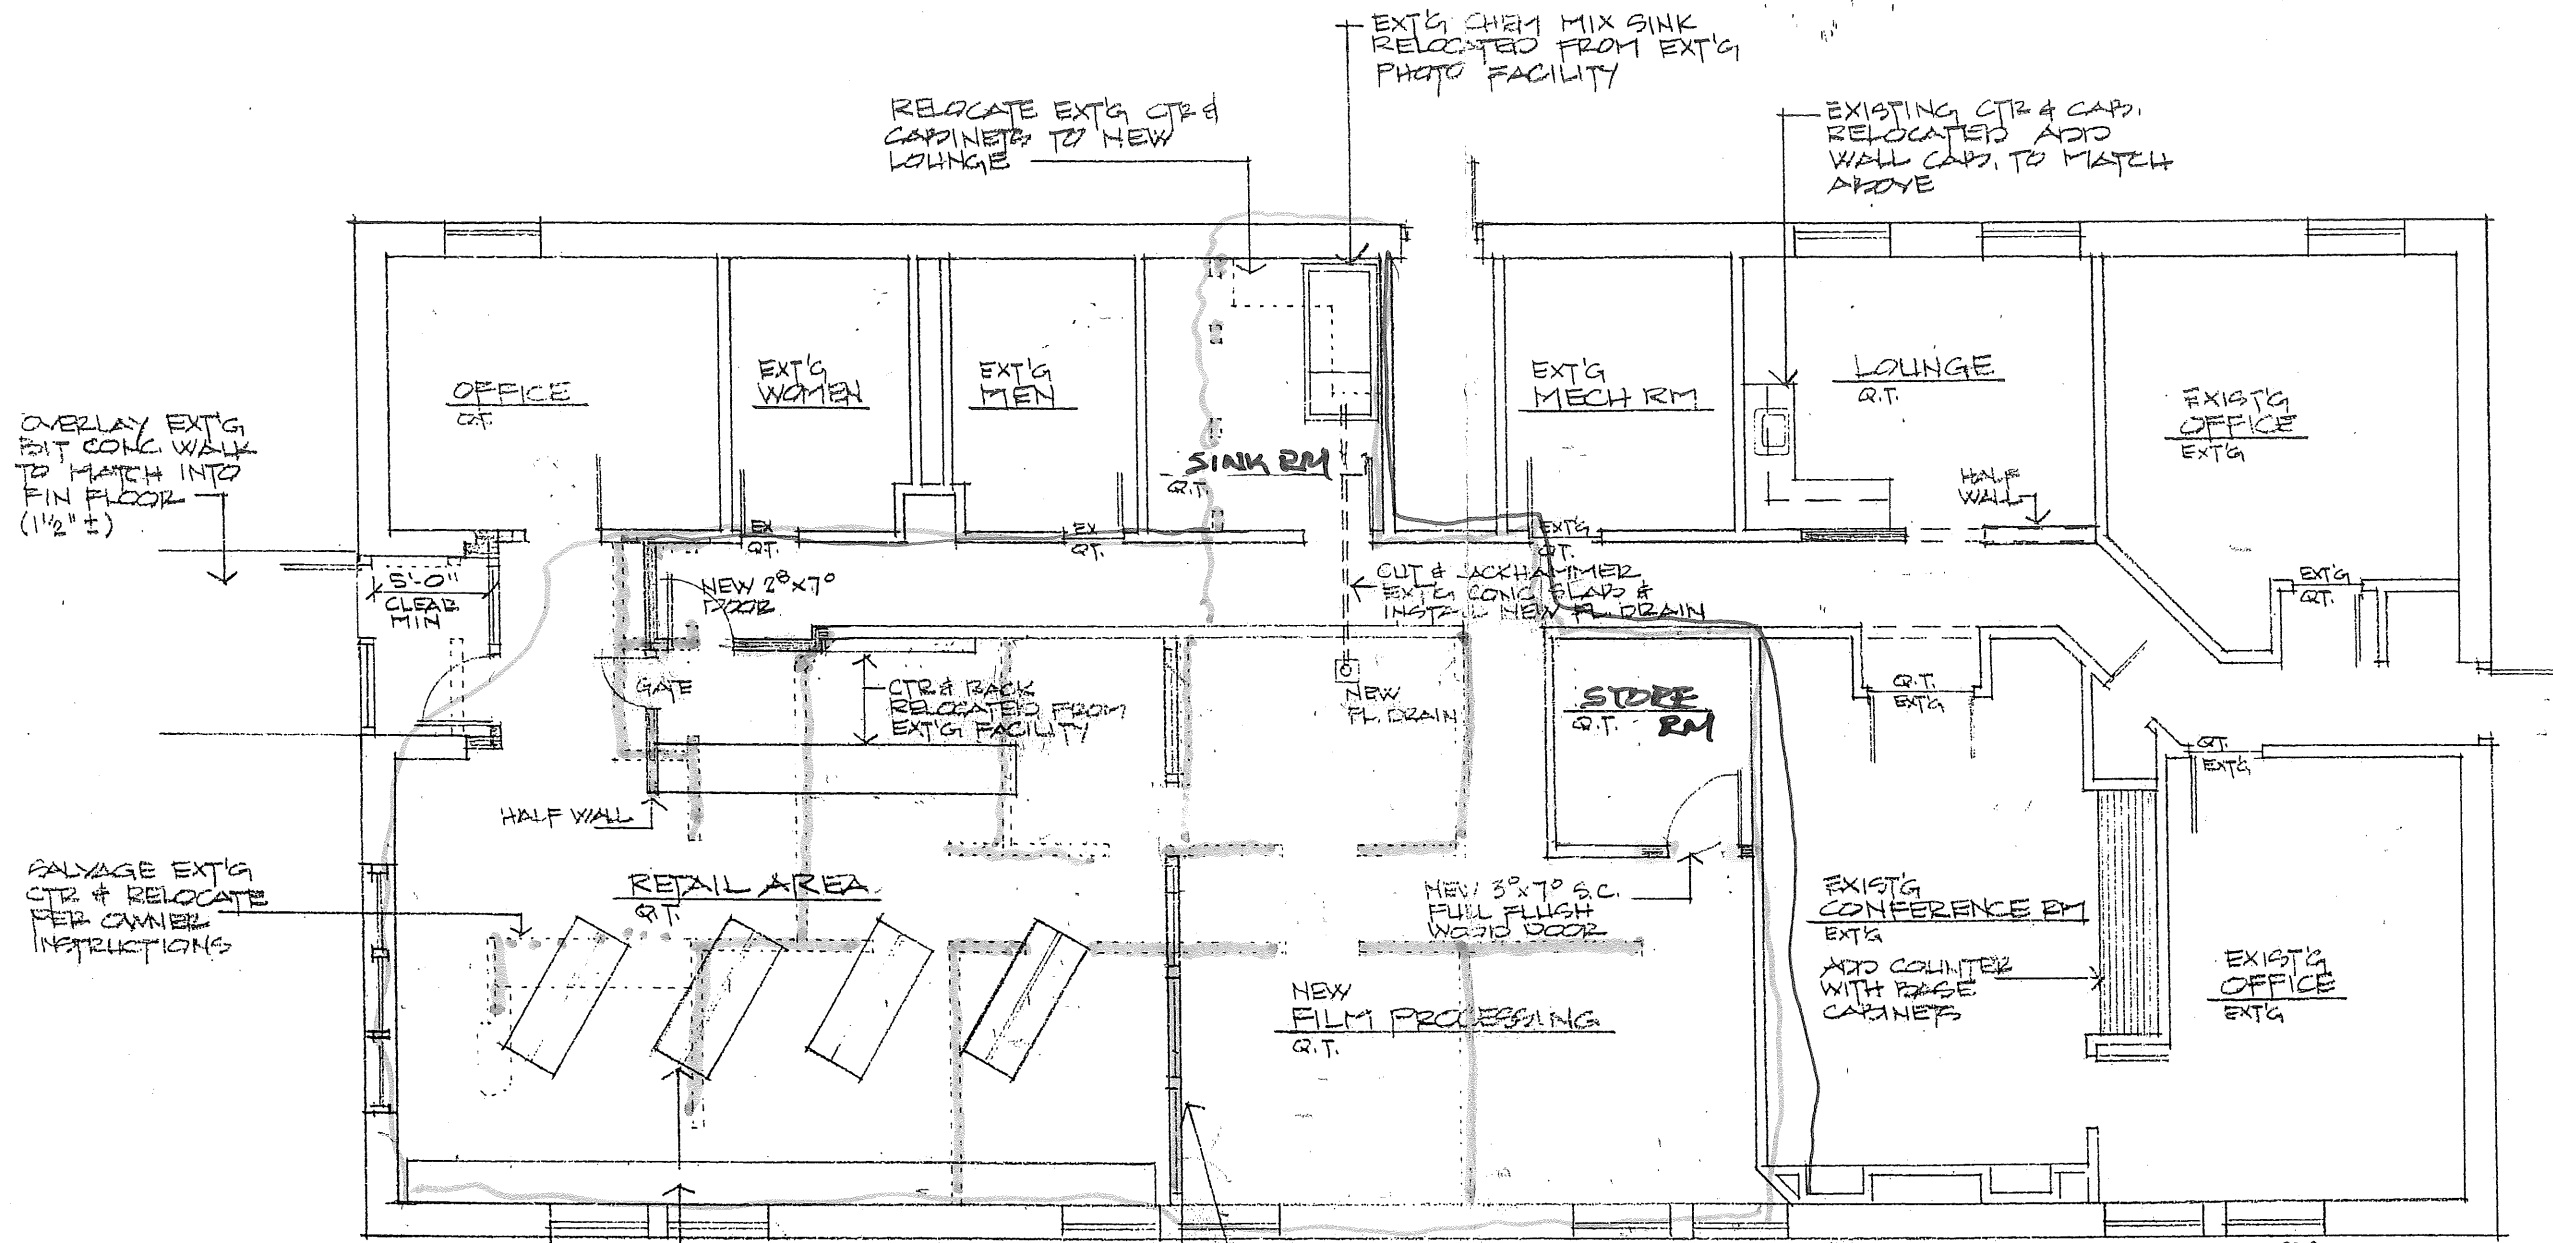 EXT'G CHEM MIX SINK
RELOCATED FROM EXT'G
PHOTO FACILITY
RELOCATE EXT'G CTR &
CABINETS TO NEW
LOUNGE
EXISTING CTR & CAB.
RELOCATED ADD
WALL CAB. TO MATCH
ABOVE
OFFICE
Q.T.
EXT'G
WOMEN
EXT'G
MEN
SINK RM
Q.T.
EXT'G
MECH RM
LOUNGE
Q.T.
HALF
WALL
EXIST'G
OFFICE
EXT'G
OVERLAY EXT'G
BIT CONC. WALK
TO MATCH INTO
FIN FLOOR
(1 1/2" ±)
EX
Q.T.
EX
Q.T.
EXT'G
Q.T.
5'-0"
CLEAR
MIN
NEW 2⁸x7⁰
DOOR
CUT & JACKHAMMER
EXT'G CONC SLAB &
INSTALL NEW FL. DRAIN
EXT'G
Q.T.
GATE
CTR & BACK
RELOCATED FROM
EXT'G FACILITY
NEW
FL. DRAIN
STORE
Q.T. RM
Q.T.
EXT'G
Q.T.
EXT'G
HALF WALL
SALVAGE EXT'G
CTR & RELOCATE
PER OWNER
INSTRUCTIONS
RETAIL AREA
Q.T.
NEW 3⁰x7⁰ S.C.
FULL FLUSH
WOOD DOOR
EXIST'G
CONFERENCE RM
EXT'G
ADD COUNTER
WITH BASE
CABINETS
EXIST'G
OFFICE
EXT'G
NEW
FILM PROCESSING
Q.T.